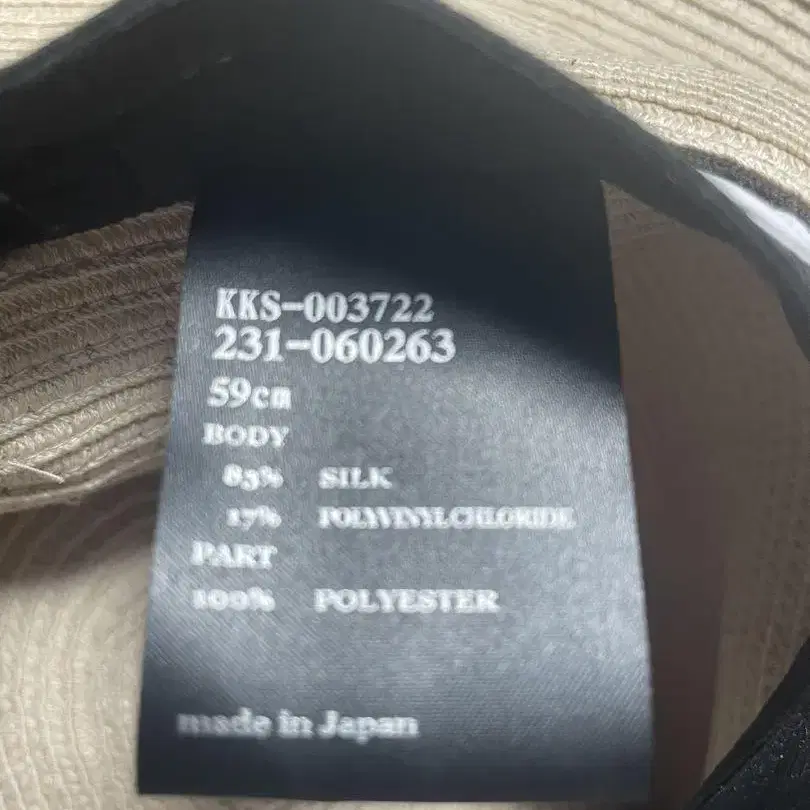 KKS-003722
231-060263
59cm
BODY
83% SILK
17% POLYVINYLCHLORIDE
PART
100% POLYESTER
made in Japan